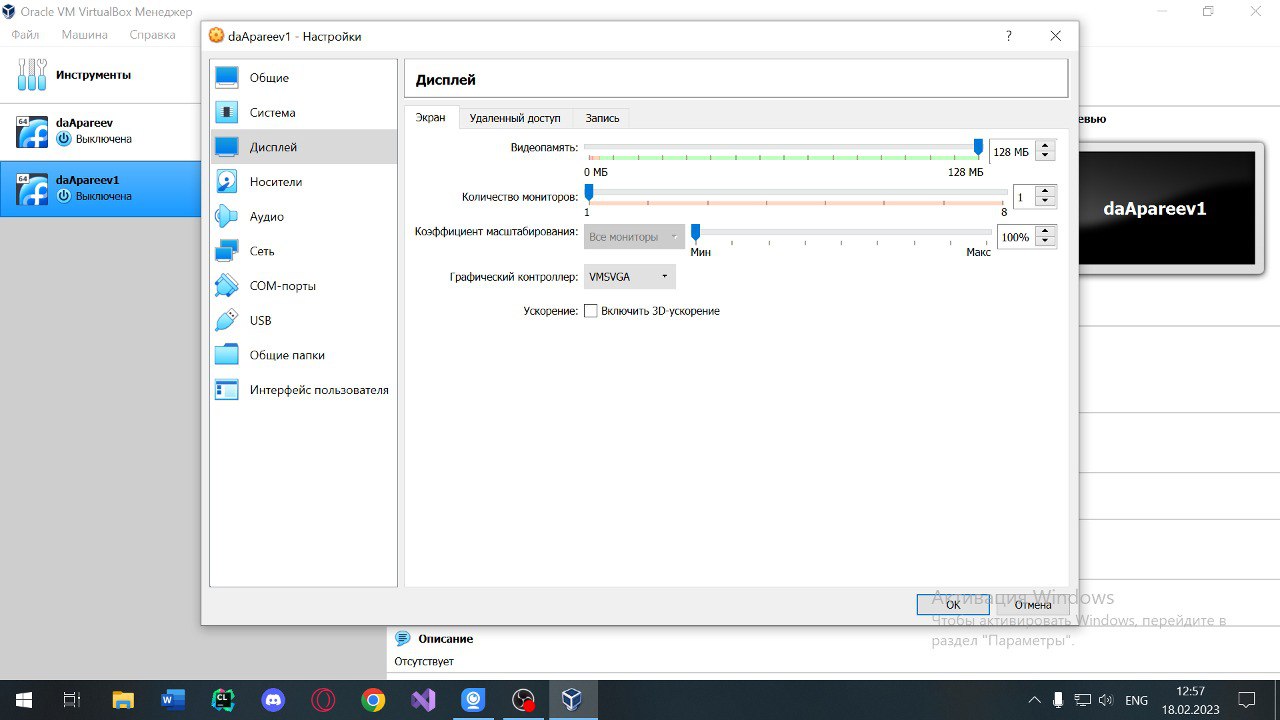 Oracle VM VirtualBox Менеджер
Файл Машина Справка
Инструменты
64
daApareev
Выключена
64
daApareev1
Выключена
daApareev1 - Настройки
?
Общие
Система
Дисплей
Носители
Аудио
Сеть
COM-порты
USB
Общие папки
Интерфейс пользователя
Дисплей
Экран Удаленный доступ Запись
Видеопамять: 128 МБ
0 МБ 128 МБ
Количество мониторов: 1
1 8
Коэффициент масштабирования: Все мониторы 100%
Мин Макс
Графический контроллер: VMSVGA
Ускорение: Включить 3D-ускорение
OK Отмена
евью
daApareev1
Активация Windows
Чтобы активировать Windows, перейдите в
раздел "Параметры".
Описание
Отсутствует
W CL
ENG
12:57
18.02.2023